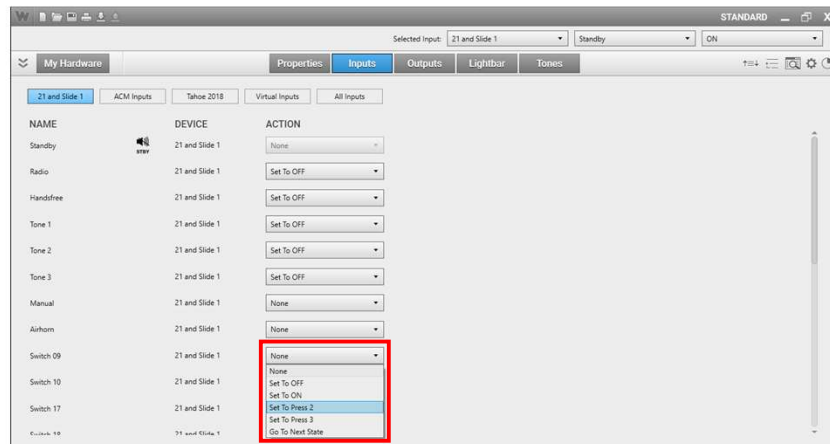 STANDARD
Selected Input: 21 and Slide 1 Standby ON
My Hardware Properties Inputs Outputs Lightbar Tones
21 and Slide 1 ACM Inputs Tahoe 2018 Virtual Inputs All Inputs
NAME DEVICE ACTION
Standby STBY 21 and Slide 1 None
Radio 21 and Slide 1 Set To OFF
Handsfree 21 and Slide 1 Set To OFF
Tone 1 21 and Slide 1 Set To OFF
Tone 2 21 and Slide 1 Set To OFF
Tone 3 21 and Slide 1 Set To OFF
Manual 21 and Slide 1 None
Airhorn 21 and Slide 1 None
Switch 09 21 and Slide 1 None
None
Switch 10 21 and Slide 1 Set To OFF
Set To ON
Switch 17 21 and Slide 1 Set To Press 2
Set To Press 3
Switch 18 21 and Slide 1 Go To Next State